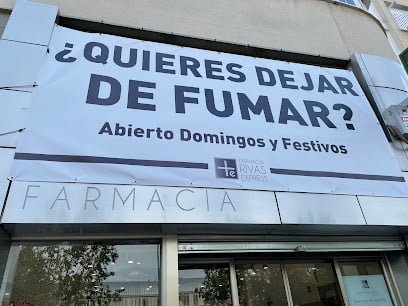 ¿QUIERES DEJAR
DE FUMAR?
Abierto Domingos y Festivos
FARMACIA
RIVAS
EXPRESS
FARMACIA